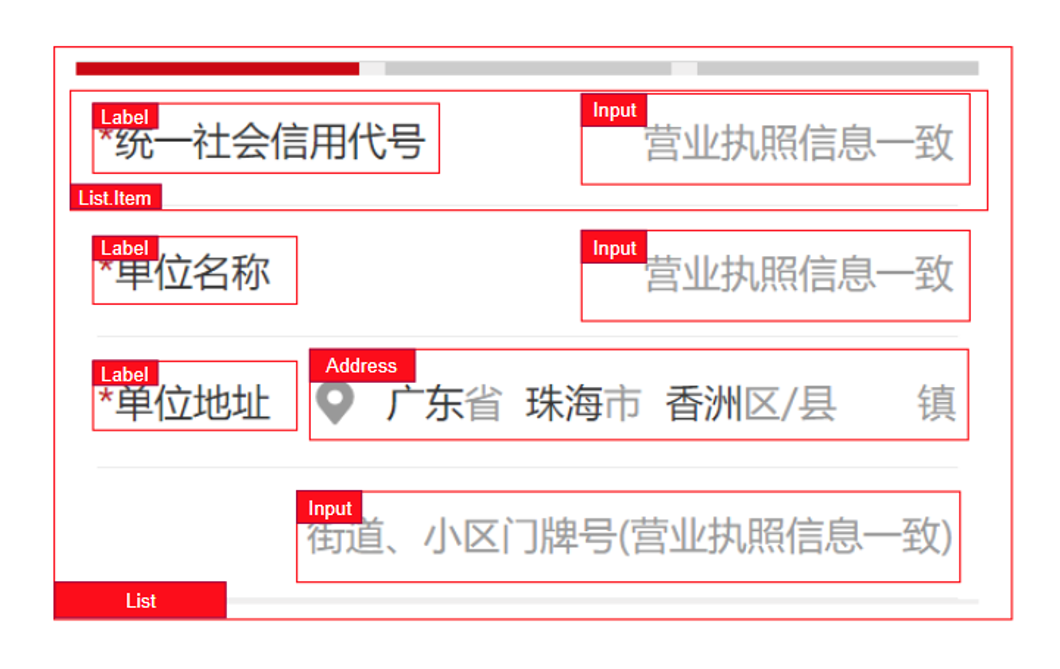 Label Input
*统一社会信用代号 营业执照信息一致
List.Item
Label Input
*单位名称 营业执照信息一致
Label Address
*单位地址 广东省 珠海市 香洲区/县 镇
Input
街道、小区门牌号(营业执照信息一致)
List